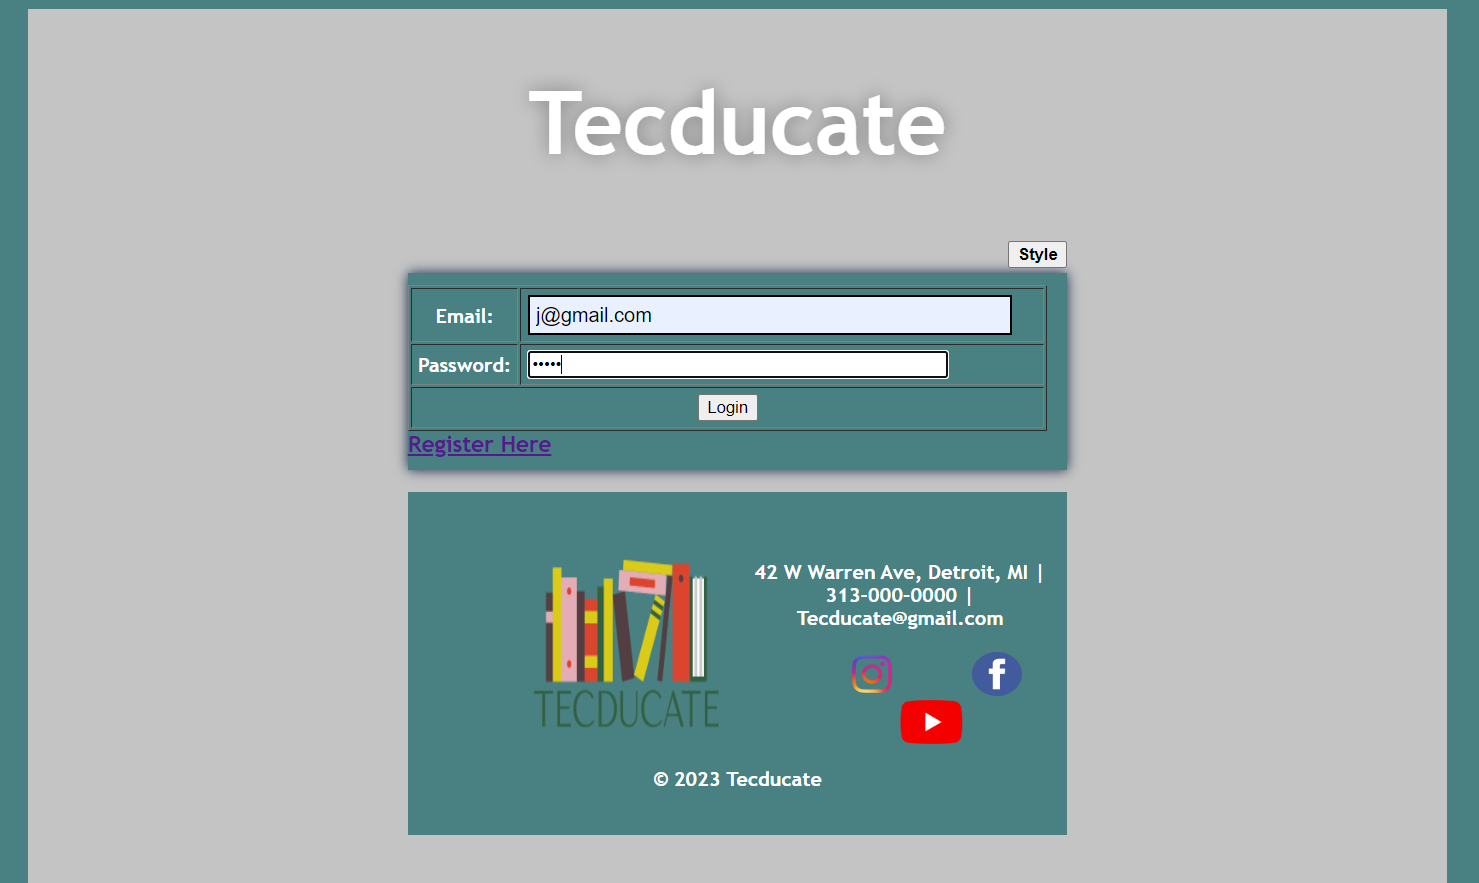 Tecducate
Style
Email:
j@gmail.com
Password:
•••••
Login
Register Here
42 W Warren Ave, Detroit, MI |
313-000-0000 |
Tecducate@gmail.com
TECDUCATE
© 2023 Tecducate